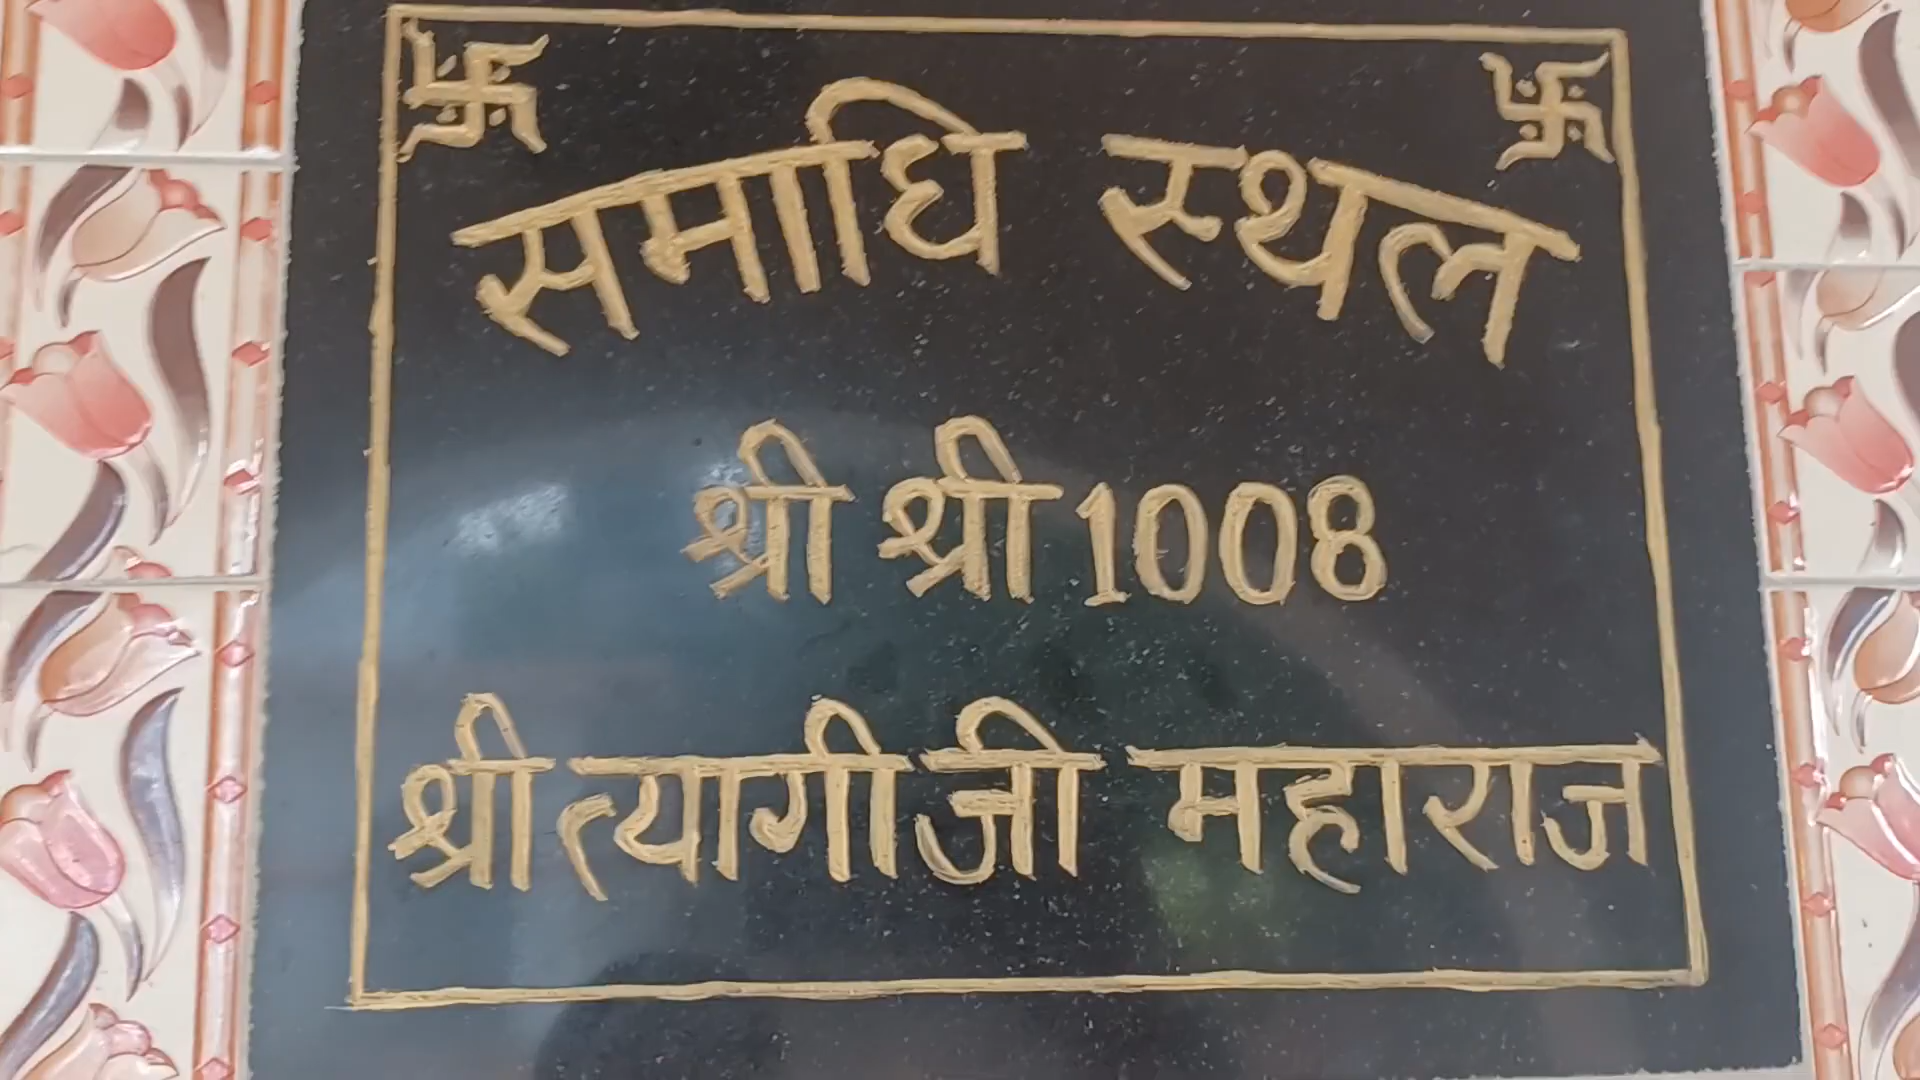 समाधि स्थल
श्री श्री 1008
श्री त्यागीजी महाराज